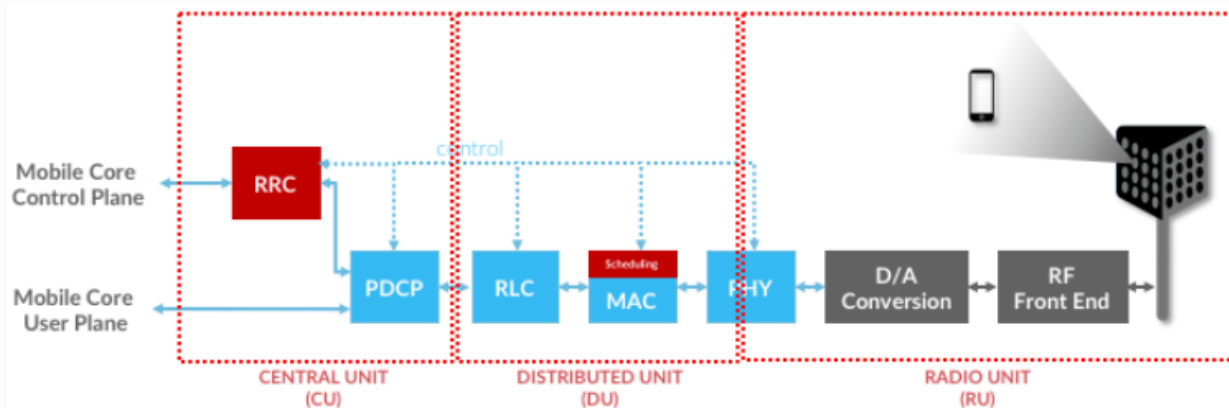 control
Mobile Core
Control Plane
RRC
Mobile Core
User Plane
PDCP
RLC
Scheduling
MAC
PHY
D/A
Conversion
RF
Front End
CENTRAL UNIT
(CU)
DISTRIBUTED UNIT
(DU)
RADIO UNIT
(RU)